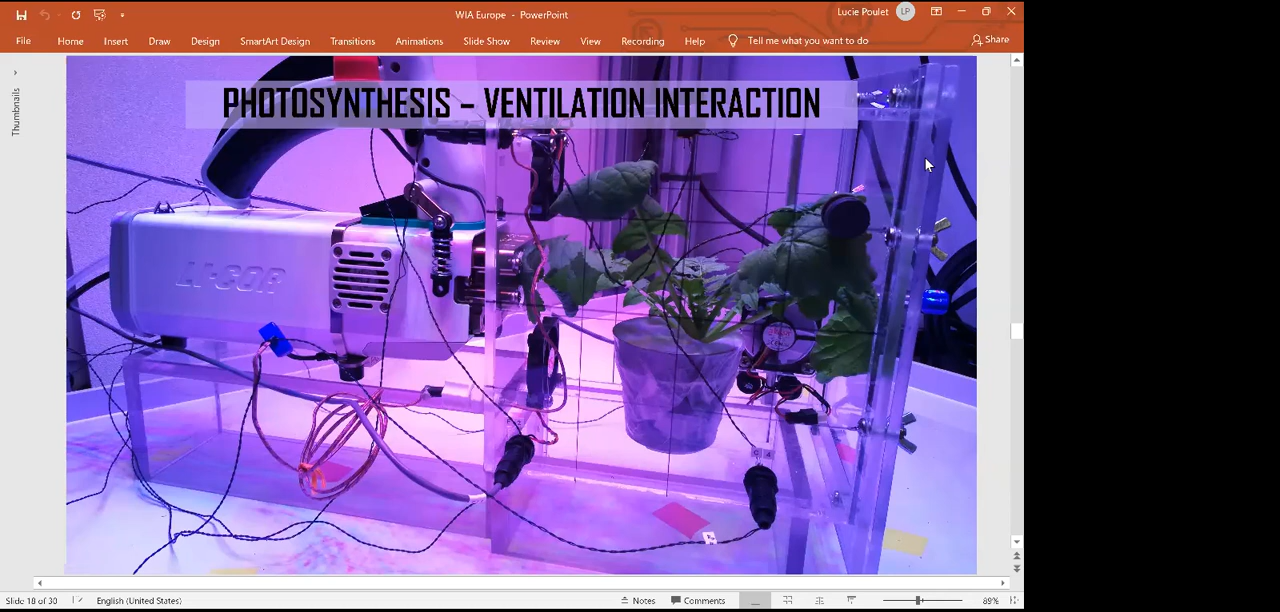 WIA Europe - PowerPoint
Lucie Poulet
LP
File
Home
Insert
Draw
Design
SmartArt Design
Transitions
Animations
Slide Show
Review
View
Recording
Help
Tell me what you want to do
Share
Thumbnails
PHOTOSYNTHESIS – VENTILATION INTERACTION
LI-COR
Slide 18 of 30
English (United States)
Notes
Comments
89%